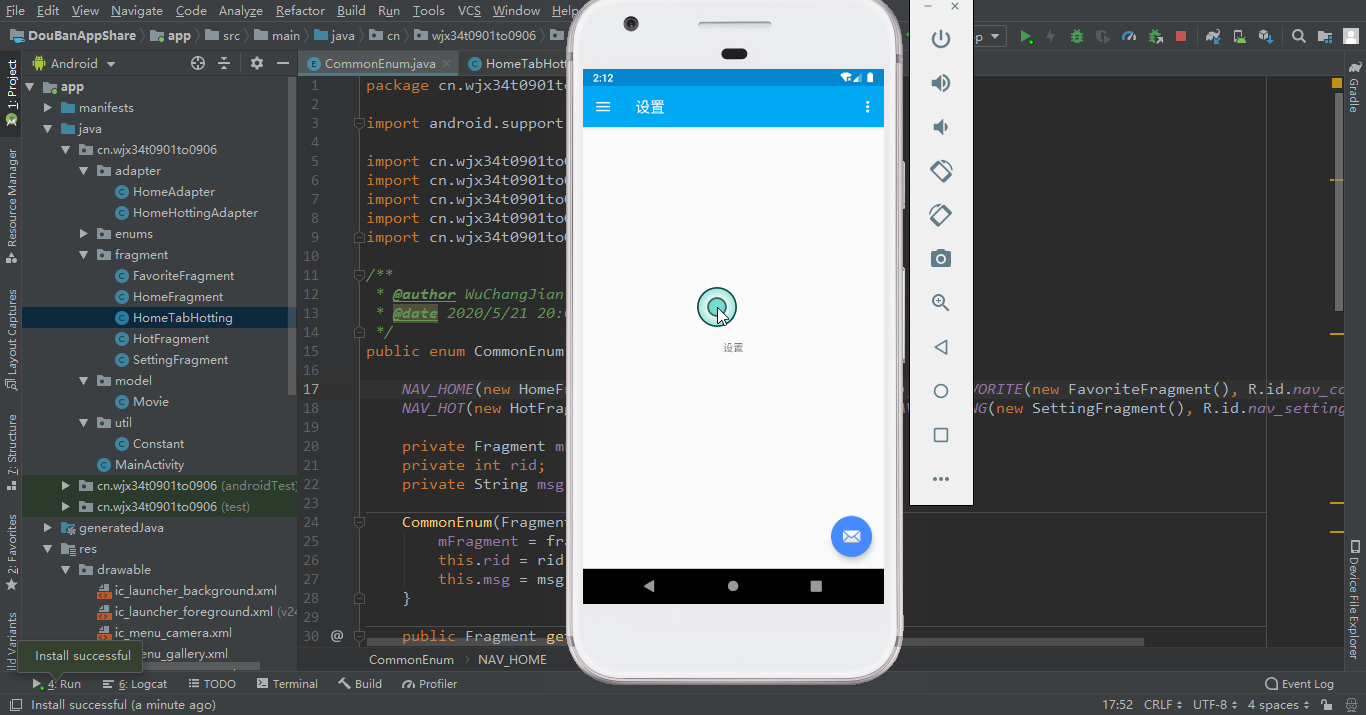 File Edit View Navigate Code Analyze Refactor Build Run Tools VCS Window Help
DouBanAppShare app src main java cn wjx34t0901to0906
Android
CommonEnum.java HomeTabHott
1: Project
Resource Manager
Layout Captures
7: Structure
2: Favorites
ild Variants
app
manifests
java
cn.wjx34t0901to0906
adapter
HomeAdapter
HomeHottingAdapter
enums
fragment
FavoriteFragment
HomeFragment
HomeTabHotting
HotFragment
SettingFragment
model
Movie
util
Constant
MainActivity
cn.wjx34t0901to0906 (androidTest)
cn.wjx34t0901to0906 (test)
generatedJava
res
drawable
ic_launcher_background.xml
ic_launcher_foreground.xml (v24
ic_menu_camera.xml
enu_gallery.xml
Install successful
1 package cn.wjx34t0901to
2
3 import android.support
4
5 import cn.wjx34t0901to
6 import cn.wjx34t0901to
7 import cn.wjx34t0901to
8 import cn.wjx34t0901to
9 import cn.wjx34t0901to
10
11 /**
12 * @author WuChangJian
13 * @date 2020/5/21 20:
14 */
15 public enum CommonEnum
16
17 NAV_HOME(new HomeF VORITE(new FavoriteFragment(), R.id.nav_co
18 NAV_HOT(new HotFrag NG(new SettingFragment(), R.id.nav_setting
19
20 private Fragment m
21 private int rid;
22 private String msg
23
24 CommonEnum(Fragment
25 mFragment = fra
26 this.rid = rid
27 this.msg = msg
28 }
29
30 @ public Fragment get
CommonEnum NAV_HOME
2:12
设置
设置
Gradle
Device File Explorer
4: Run 6: Logcat TODO Terminal Build Profiler Event Log
Install successful (a minute ago) 17:52 CRLF UTF-8 4 spaces